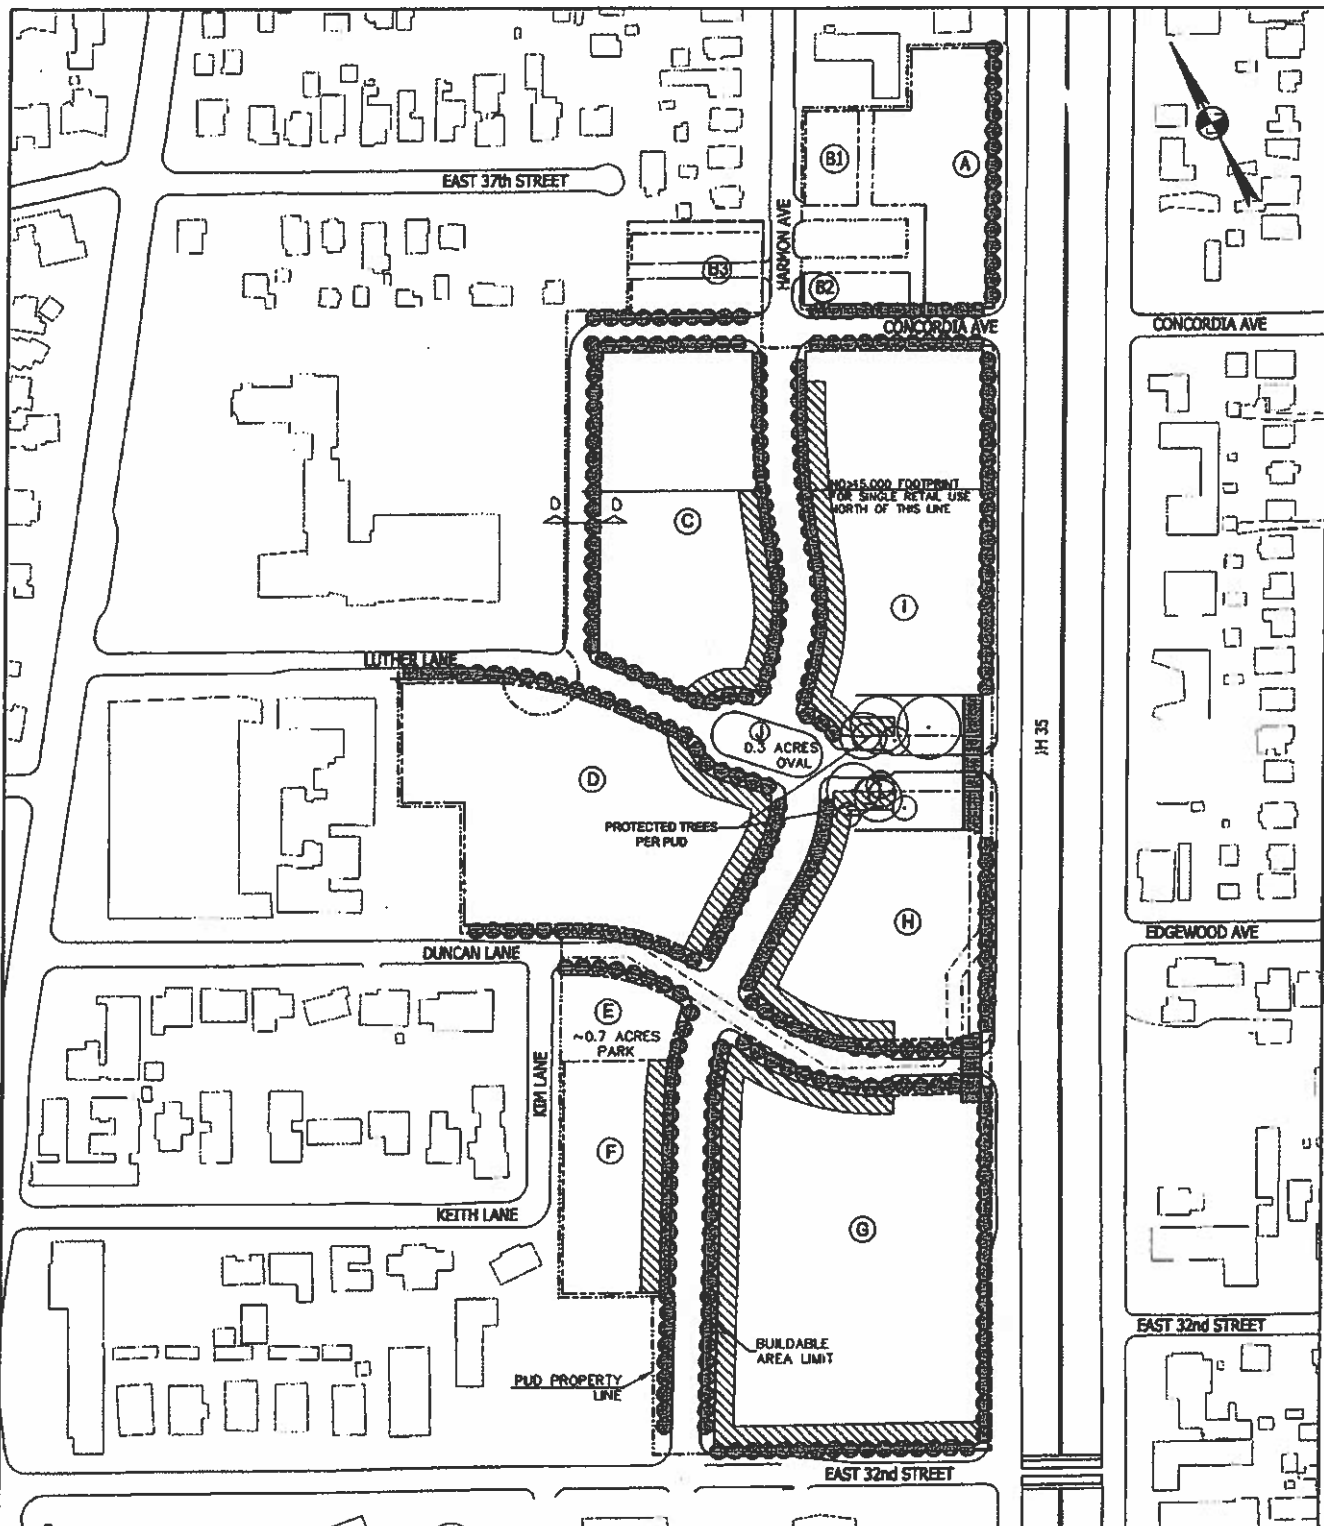 B1
A
EAST 37th STREET
HARMON AVE
B3
B2
CONCORDIA AVE
CONCORDIA AVE
NO>15,000 FOOTPRINT
FOR SINGLE RETAIL USE
NORTH OF THIS LINE
D D
C
I
LUTHER LANE
J
0.3 ACRES
OVAL
IH 35
D
PROTECTED TREES
PER PUD
H
EDGEWOOD AVE
DUNCAN LANE
E
~0.7 ACRES
PARK
KIM LANE
F
KEITH LANE
G
EAST 32nd STREET
BUILDABLE
AREA LIMIT
PUD PROPERTY
LINE
EAST 32nd STREET